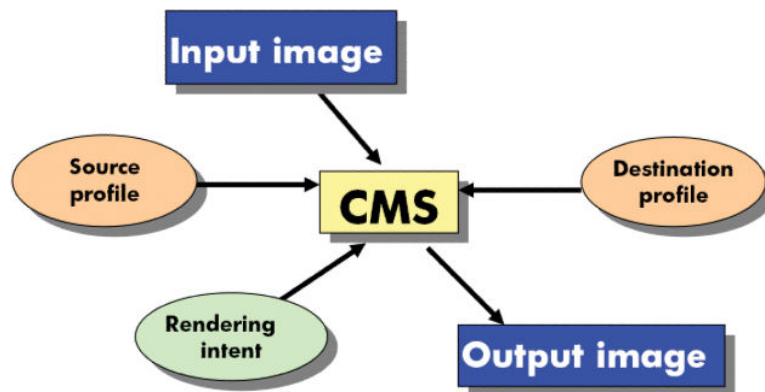 Input image
Source
profile
CMS
Destination
profile
Rendering
intent
Output image